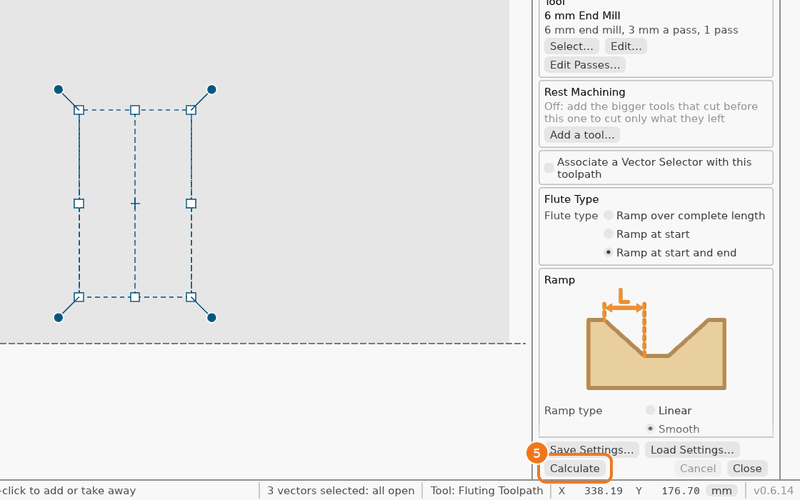 Tool
6 mm End Mill
6 mm end mill, 3 mm a pass, 1 pass
Select... Edit...
Edit Passes...
Rest Machining
Off: add the bigger tools that cut before
this one to cut only what they left
Add a tool...
Associate a Vector Selector with this
toolpath
Flute Type
Flute type Ramp over complete length
Ramp at start
Ramp at start and end
Ramp
L
Ramp type Linear
Smooth
5 Save Settings... Load Settings...
Calculate Cancel Close
-click to add or take away 3 vectors selected: all open Tool: Fluting Toolpath X 338.19 Y 176.70 mm v0.6.14